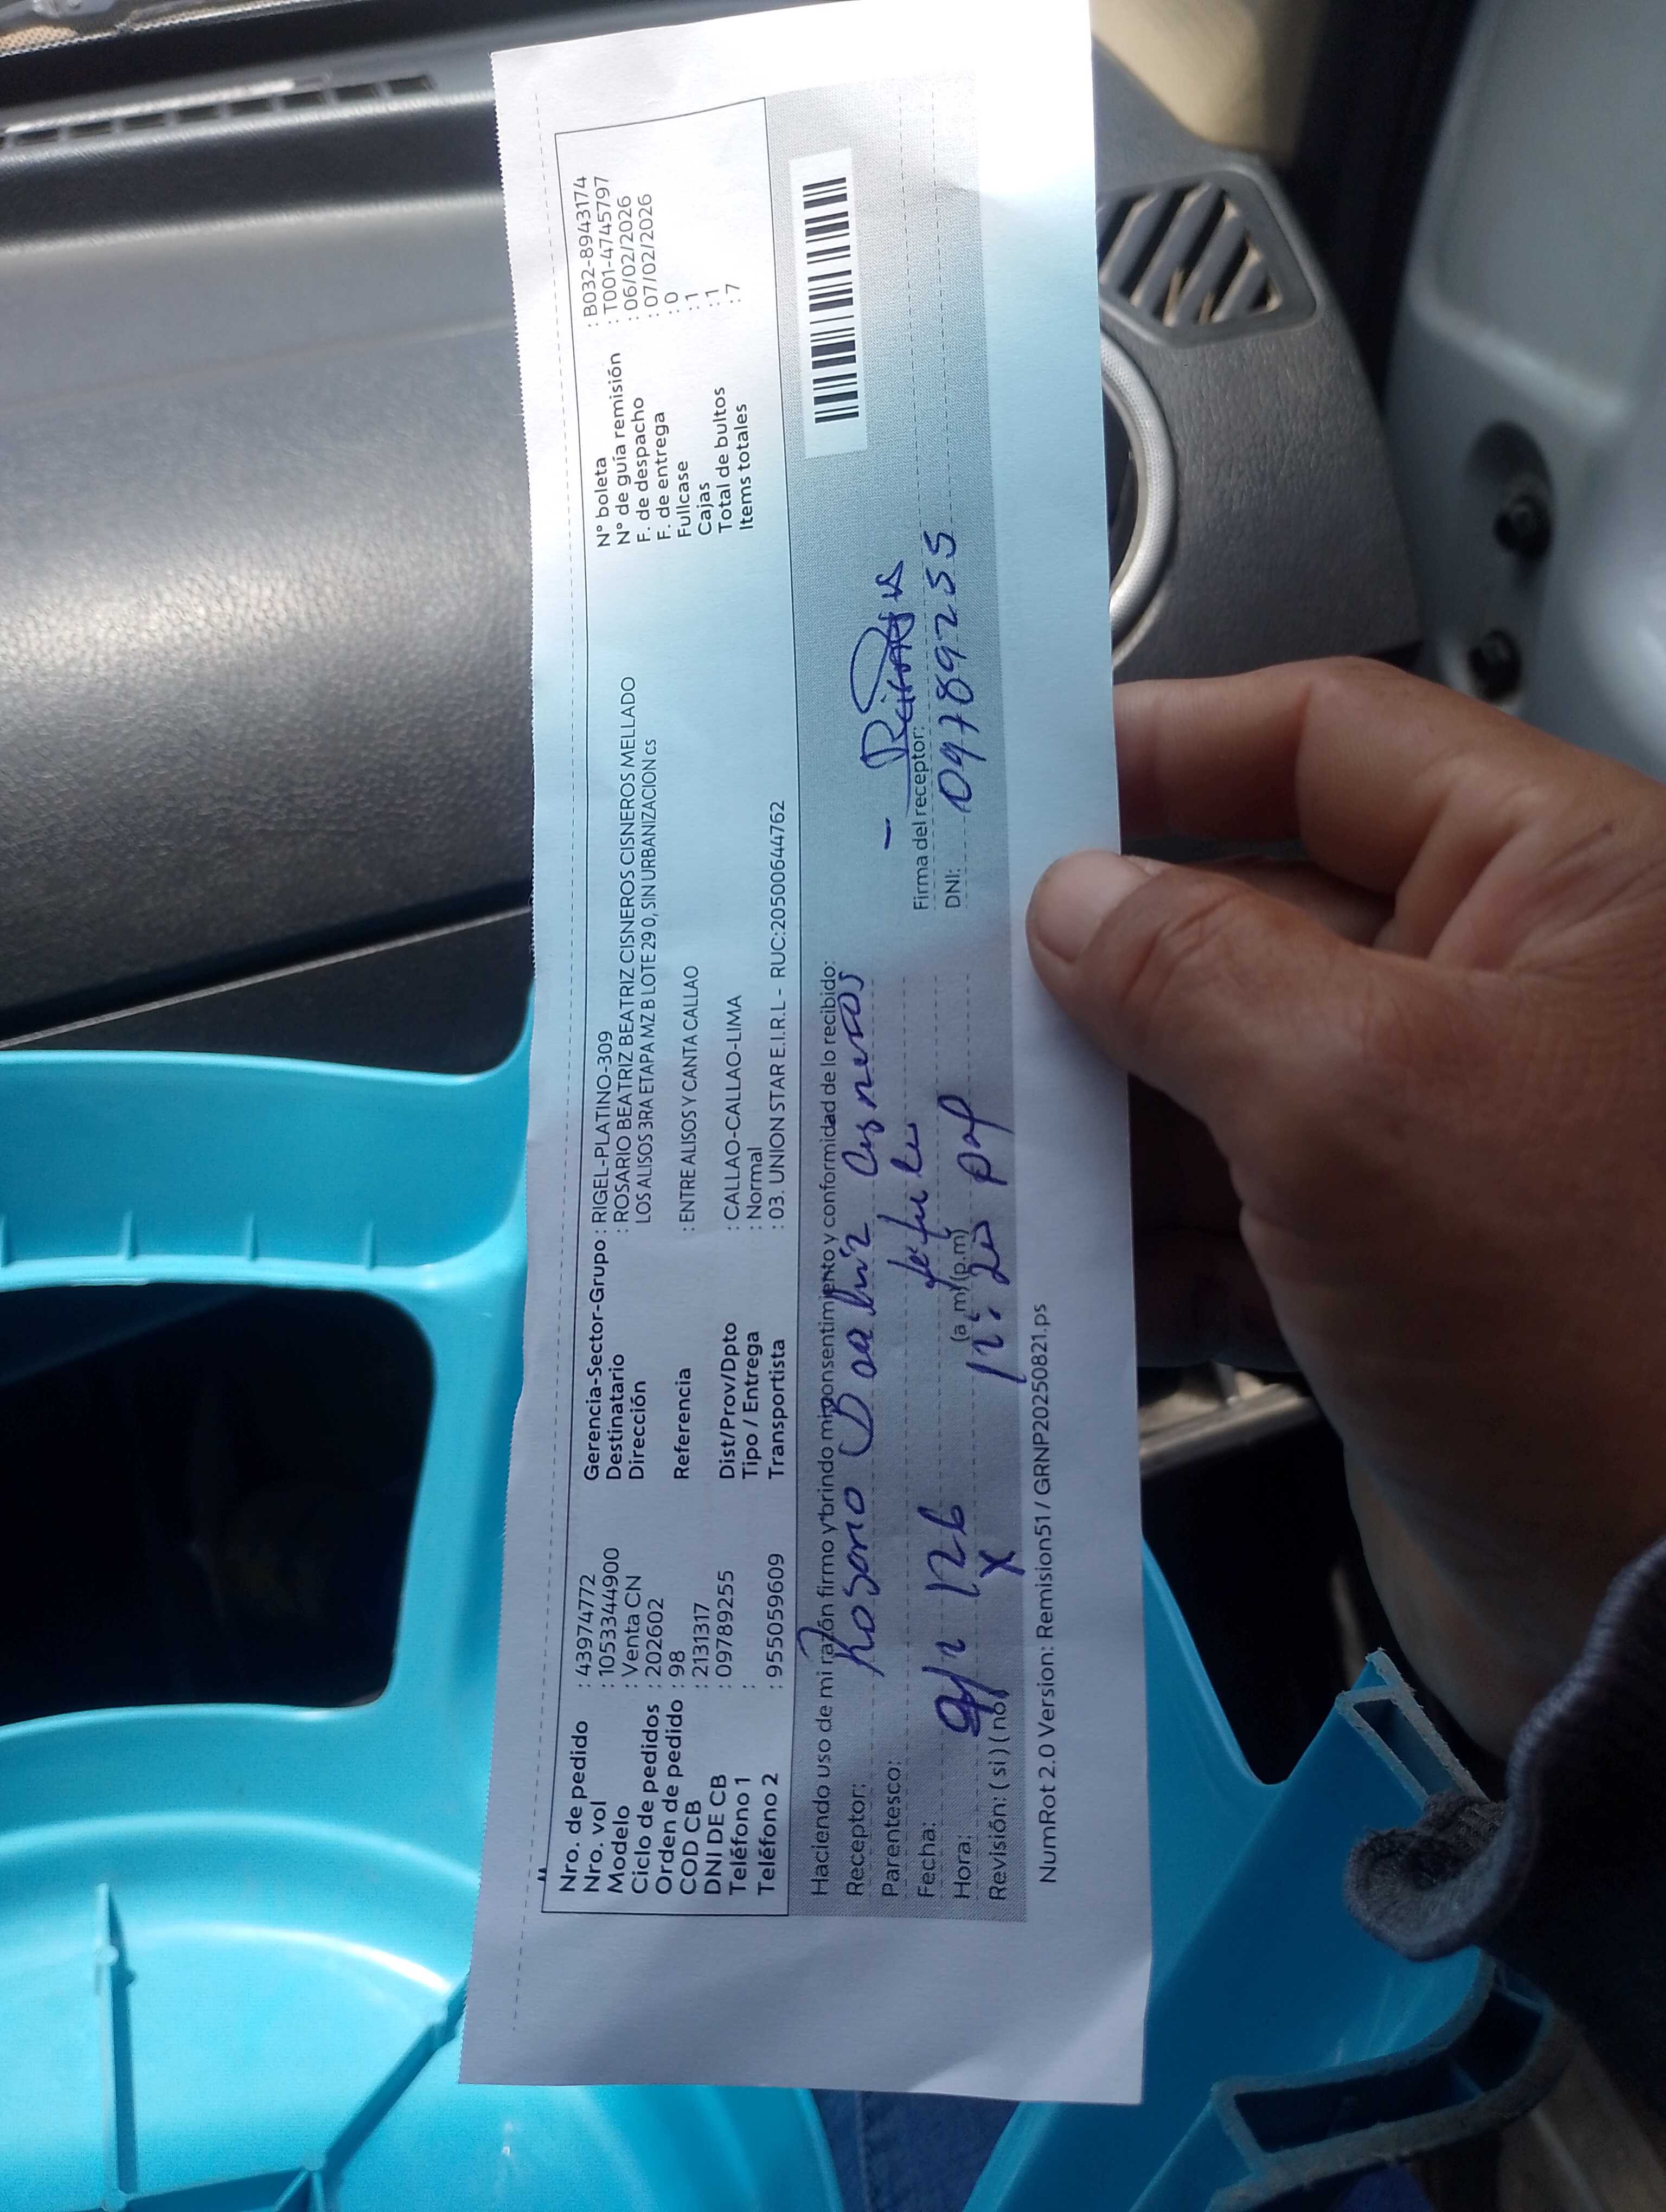 Nro. de pedido : 43974772
Nro. vol : 1053344900
Modelo : Venta CN
Ciclo de pedidos : 202602
Orden de pedido : 98
COD CB : 2131317
DNI DE CB : 09789255
Teléfono 1 :
Teléfono 2 : 955059609
Gerencia-Sector-Grupo : RIGEL-PLATINO-309
Destinatario : ROSARIO BEATRIZ BEATRIZ CISNEROS CISNEROS MELLADO
Dirección LOS ALISOS 3RA ETAPA MZ B LOTE 29 0, SIN URBANIZACION cs
Referencia : ENTRE ALISOS Y CANTA CALLAO
Dist/Prov/Dpto : CALLAO-CALLAO-LIMA
Tipo / Entrega : Normal
Transportista : 03. UNION STAR E.I.R.L - RUC:20500644762
N° boleta : B032-8943174
N° de guía remisión : T001-4745797
F. de despacho : 06/02/2026
F. de entrega : 07/02/2026
Fullcase : 0
Cajas : 1
Total de bultos : 1
Items totales : 7
Haciendo uso de mi razón firmo y brindo mi consentimiento y conformidad de lo recibido:
Receptor: Rosario Cisneros
Parentesco:
Fecha:
Hora: (a.m)(p.m)
Revisión: ( si ) ( no ) X
Firma del receptor:
DNI: 09789255
NumRot 2.0 Version: Remision51 / GRNP20250821.ps